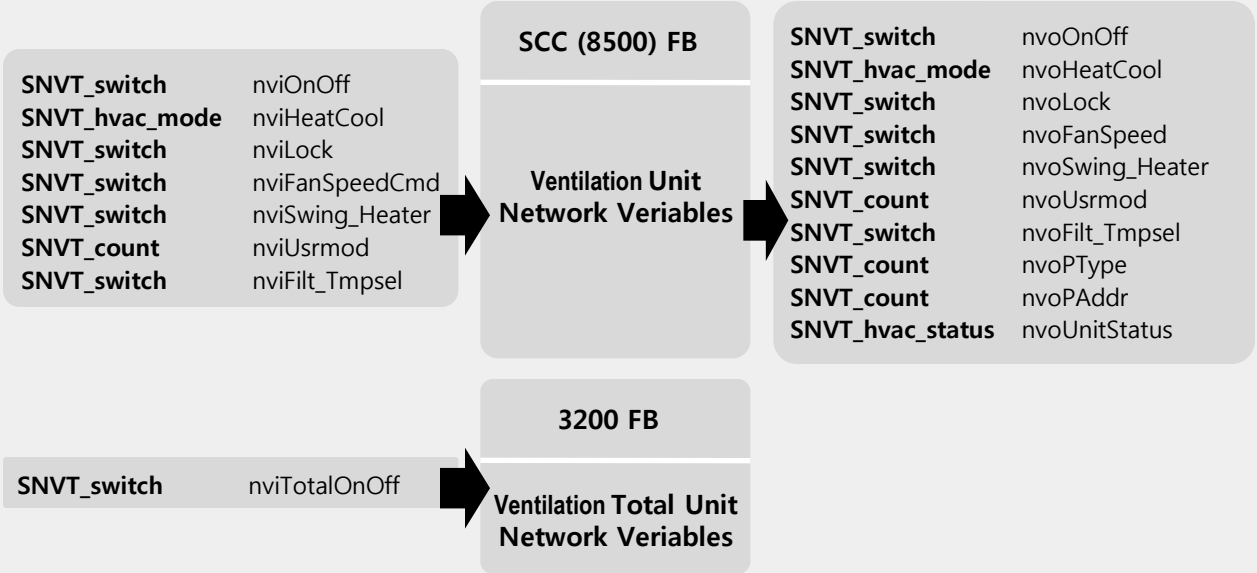 SNVT_switch nviOnOff
SNVT_hvac_mode nviHeatCool
SNVT_switch nviLock
SNVT_switch nviFanSpeedCmd
SNVT_switch nviSwing_Heater
SNVT_count nviUsrmod
SNVT_switch nviFilt_Tmpsel
SCC (8500) FB
Ventilation Unit
Network Veriables
SNVT_switch nvoOnOff
SNVT_hvac_mode nvoHeatCool
SNVT_switch nvoLock
SNVT_switch nvoFanSpeed
SNVT_switch nvoSwing_Heater
SNVT_count nvoUsrmod
SNVT_switch nvoFilt_Tmpsel
SNVT_count nvoPType
SNVT_count nvoPAddr
SNVT_hvac_status nvoUnitStatus
SNVT_switch nviTotalOnOff
3200 FB
Ventilation Total Unit
Network Veriables